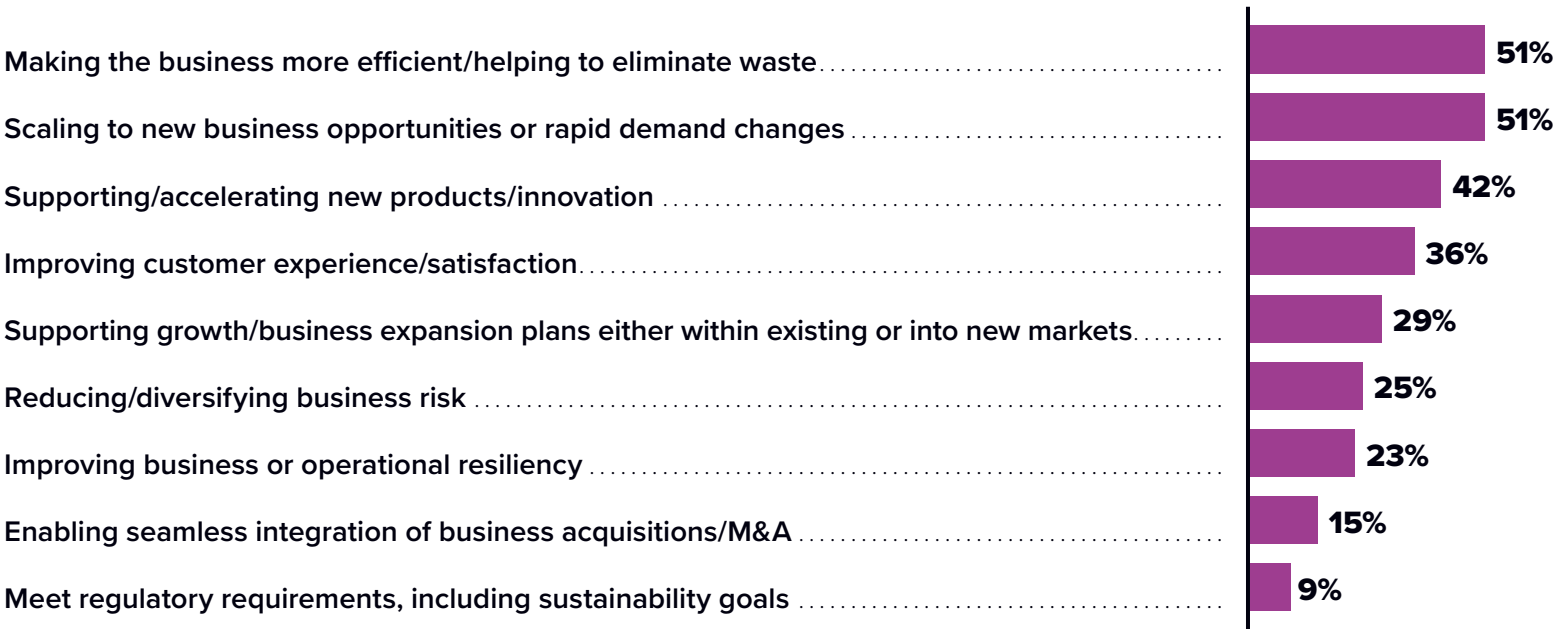 Making the business more efficient/helping to eliminate waste 51%
Scaling to new business opportunities or rapid demand changes 51%
Supporting/accelerating new products/innovation 42%
Improving customer experience/satisfaction 36%
Supporting growth/business expansion plans either within existing or into new markets 29%
Reducing/diversifying business risk 25%
Improving business or operational resiliency 23%
Enabling seamless integration of business acquisitions/M&A 15%
Meet regulatory requirements, including sustainability goals 9%